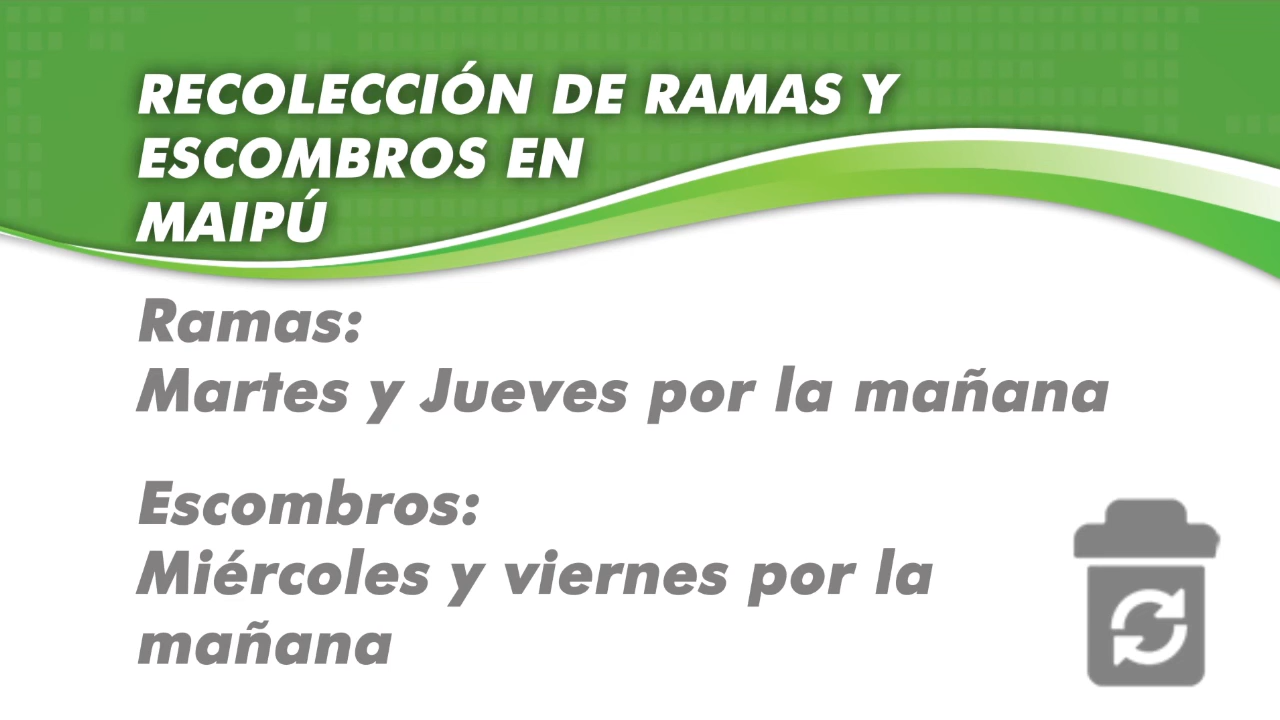 RECOLECCIÓN DE RAMAS Y
ESCOMBROS EN
MAIPÚ
Ramas:
Martes y Jueves por la mañana
Escombros:
Miércoles y viernes por la
mañana